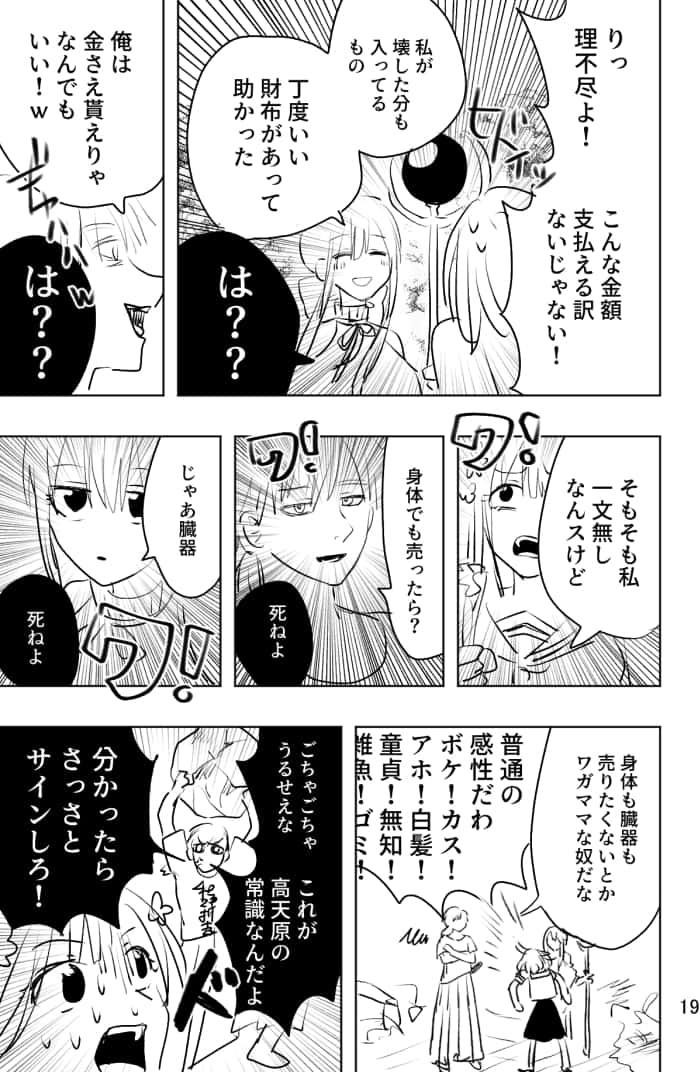 りっ
理不尽よ！
こんな金額
支払える訳
ないじゃない！
私が
壊した分も
入ってる
もの
丁度いい
財布があって
助かった
は？？
俺は
金さえ貰えりゃ
なんでも
いい！w
は？？
w
そもそも私
一文無し
なんスけど
ワ！
身体でも売ったら？
ワ！
死ねよ
じゃあ臓器
ワ！
死ねよ
身体も臓器も
売りたくないとか
ワガママな奴だな
普通の
感性だわ
ボケ！カス！
アホ！白髪！
童貞！無知！
雑魚！ゴミ！
ごちゃごちゃ
うるせえな
これが
高天原の
常識なんだよ
ドド
分かったら
さっさと
サインしろ！
19